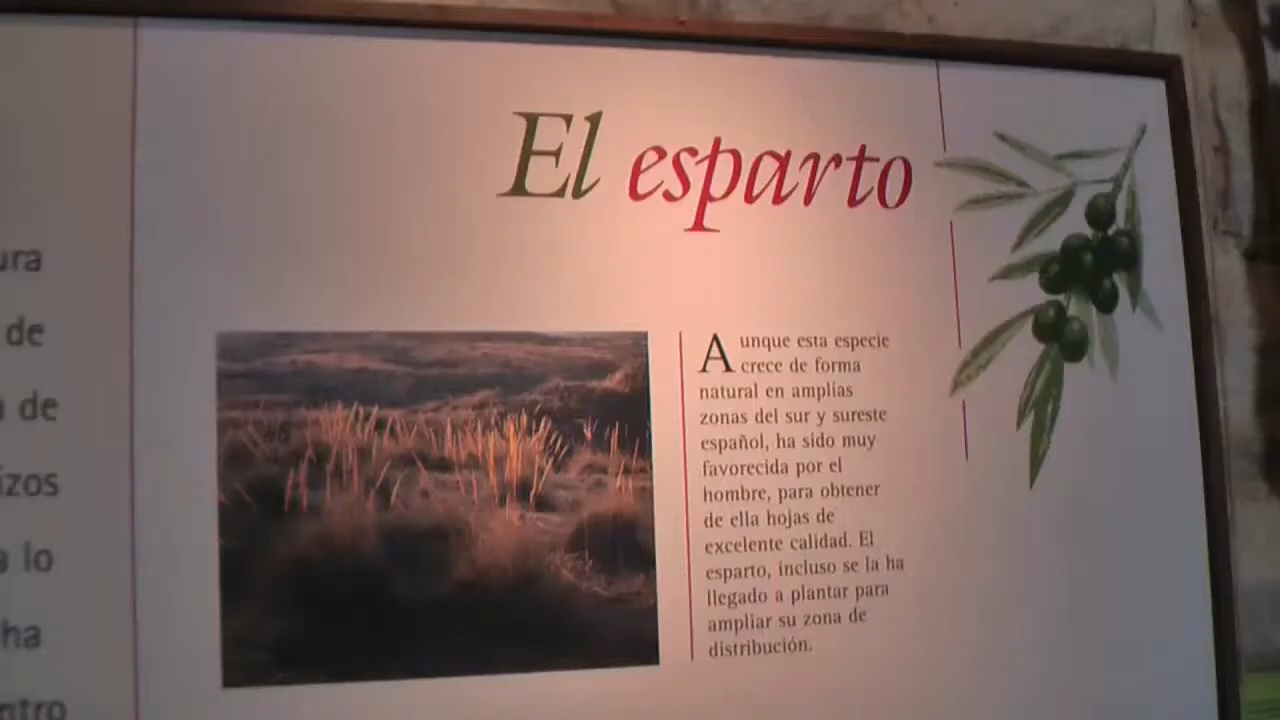 El esparto
Aunque esta especie
crece de forma
natural en amplias
zonas del sur y sureste
español, ha sido muy
favorecida por el
hombre, para obtener
de ella hojas de
excelente calidad. El
esparto, incluso se la ha
llegado a plantar para
ampliar su zona de
distribución.
de
de
lo
ha